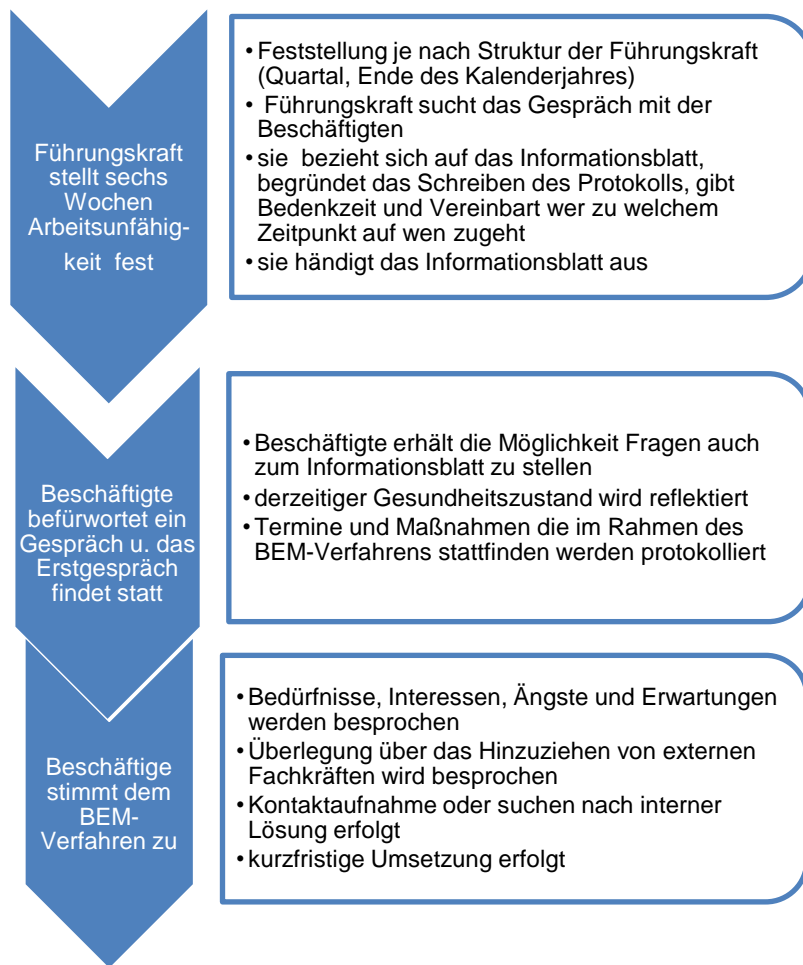 Führungskraft
stellt sechs
Wochen
Arbeitsunfähig-
keit fest
• Feststellung je nach Struktur der Führungskraft
(Quartal, Ende des Kalenderjahres)
• Führungskraft sucht das Gespräch mit der
Beschäftigten
• sie bezieht sich auf das Informationsblatt,
begründet das Schreiben des Protokolls, gibt
Bedenkzeit und Vereinbart wer zu welchem
Zeitpunkt auf wen zugeht
• sie händigt das Informationsblatt aus
Beschäftigte
befürwortet ein
Gespräch u. das
Erstgespräch
findet statt
• Beschäftigte erhält die Möglichkeit Fragen auch
zum Informationsblatt zu stellen
• derzeitiger Gesundheitszustand wird reflektiert
• Termine und Maßnahmen die im Rahmen des
BEM-Verfahrens stattfinden werden protokolliert
Beschäftige
stimmt dem
BEM-
Verfahren zu
• Bedürfnisse, Interessen, Ängste und Erwartungen
werden besprochen
• Überlegung über das Hinzuziehen von externen
Fachkräften wird besprochen
• Kontaktaufnahme oder suchen nach interner
Lösung erfolgt
• kurzfristige Umsetzung erfolgt